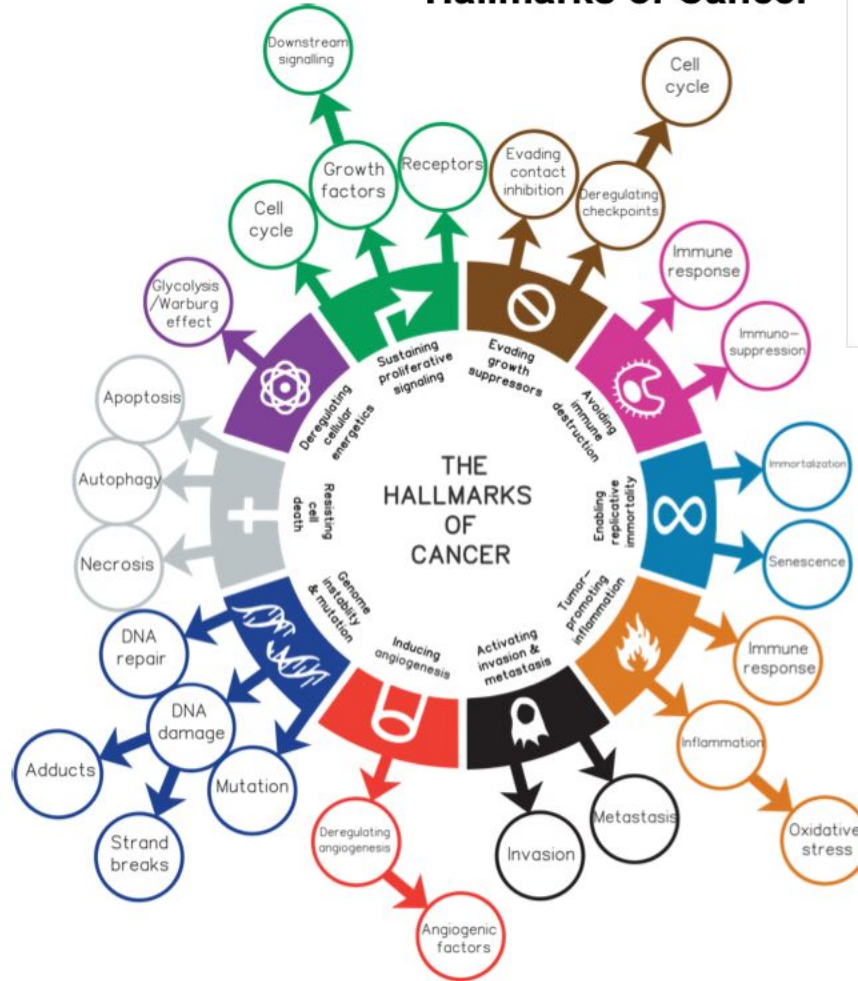 Hallmarks of Cancer
Downstream
signalling
Cell
cycle
Growth
factors
Receptors
Evading
contact
inhibition
Deregulating
checkpoints
Cell
cycle
Immune
response
Immuno-
suppression
Glycolysis
/Warburg
effect
Apoptosis
Autophagy
Necrosis
Sustaining
proliferative
signaling
Evading
growth
suppressors
Deregulating
cellular
energetics
Avoiding
immune
destruction
Resisting
cell
death
THE
HALLMARKS
OF
CANCER
Enabling
replicative
immortality
Immortalization
Senescence
Genome
instablity
& mutation
Inducing
angiogenesis
Activating
invasion &
metastasis
Tumor-
promoting
inflammation
DNA
repair
DNA
damage
Adducts
Strand
breaks
Mutation
Deregulating
angiogenesis
Angiogenic
factors
Invasion
Metastasis
Immune
response
Inflammation
Oxidative
stress